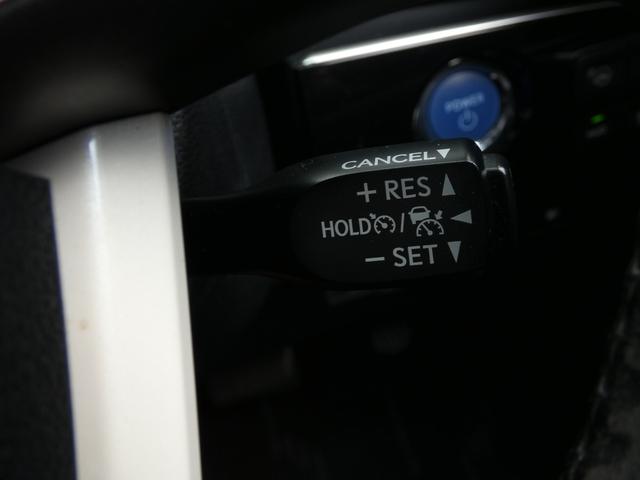 POWER
CANCEL
+ RES
HOLD /
− SET